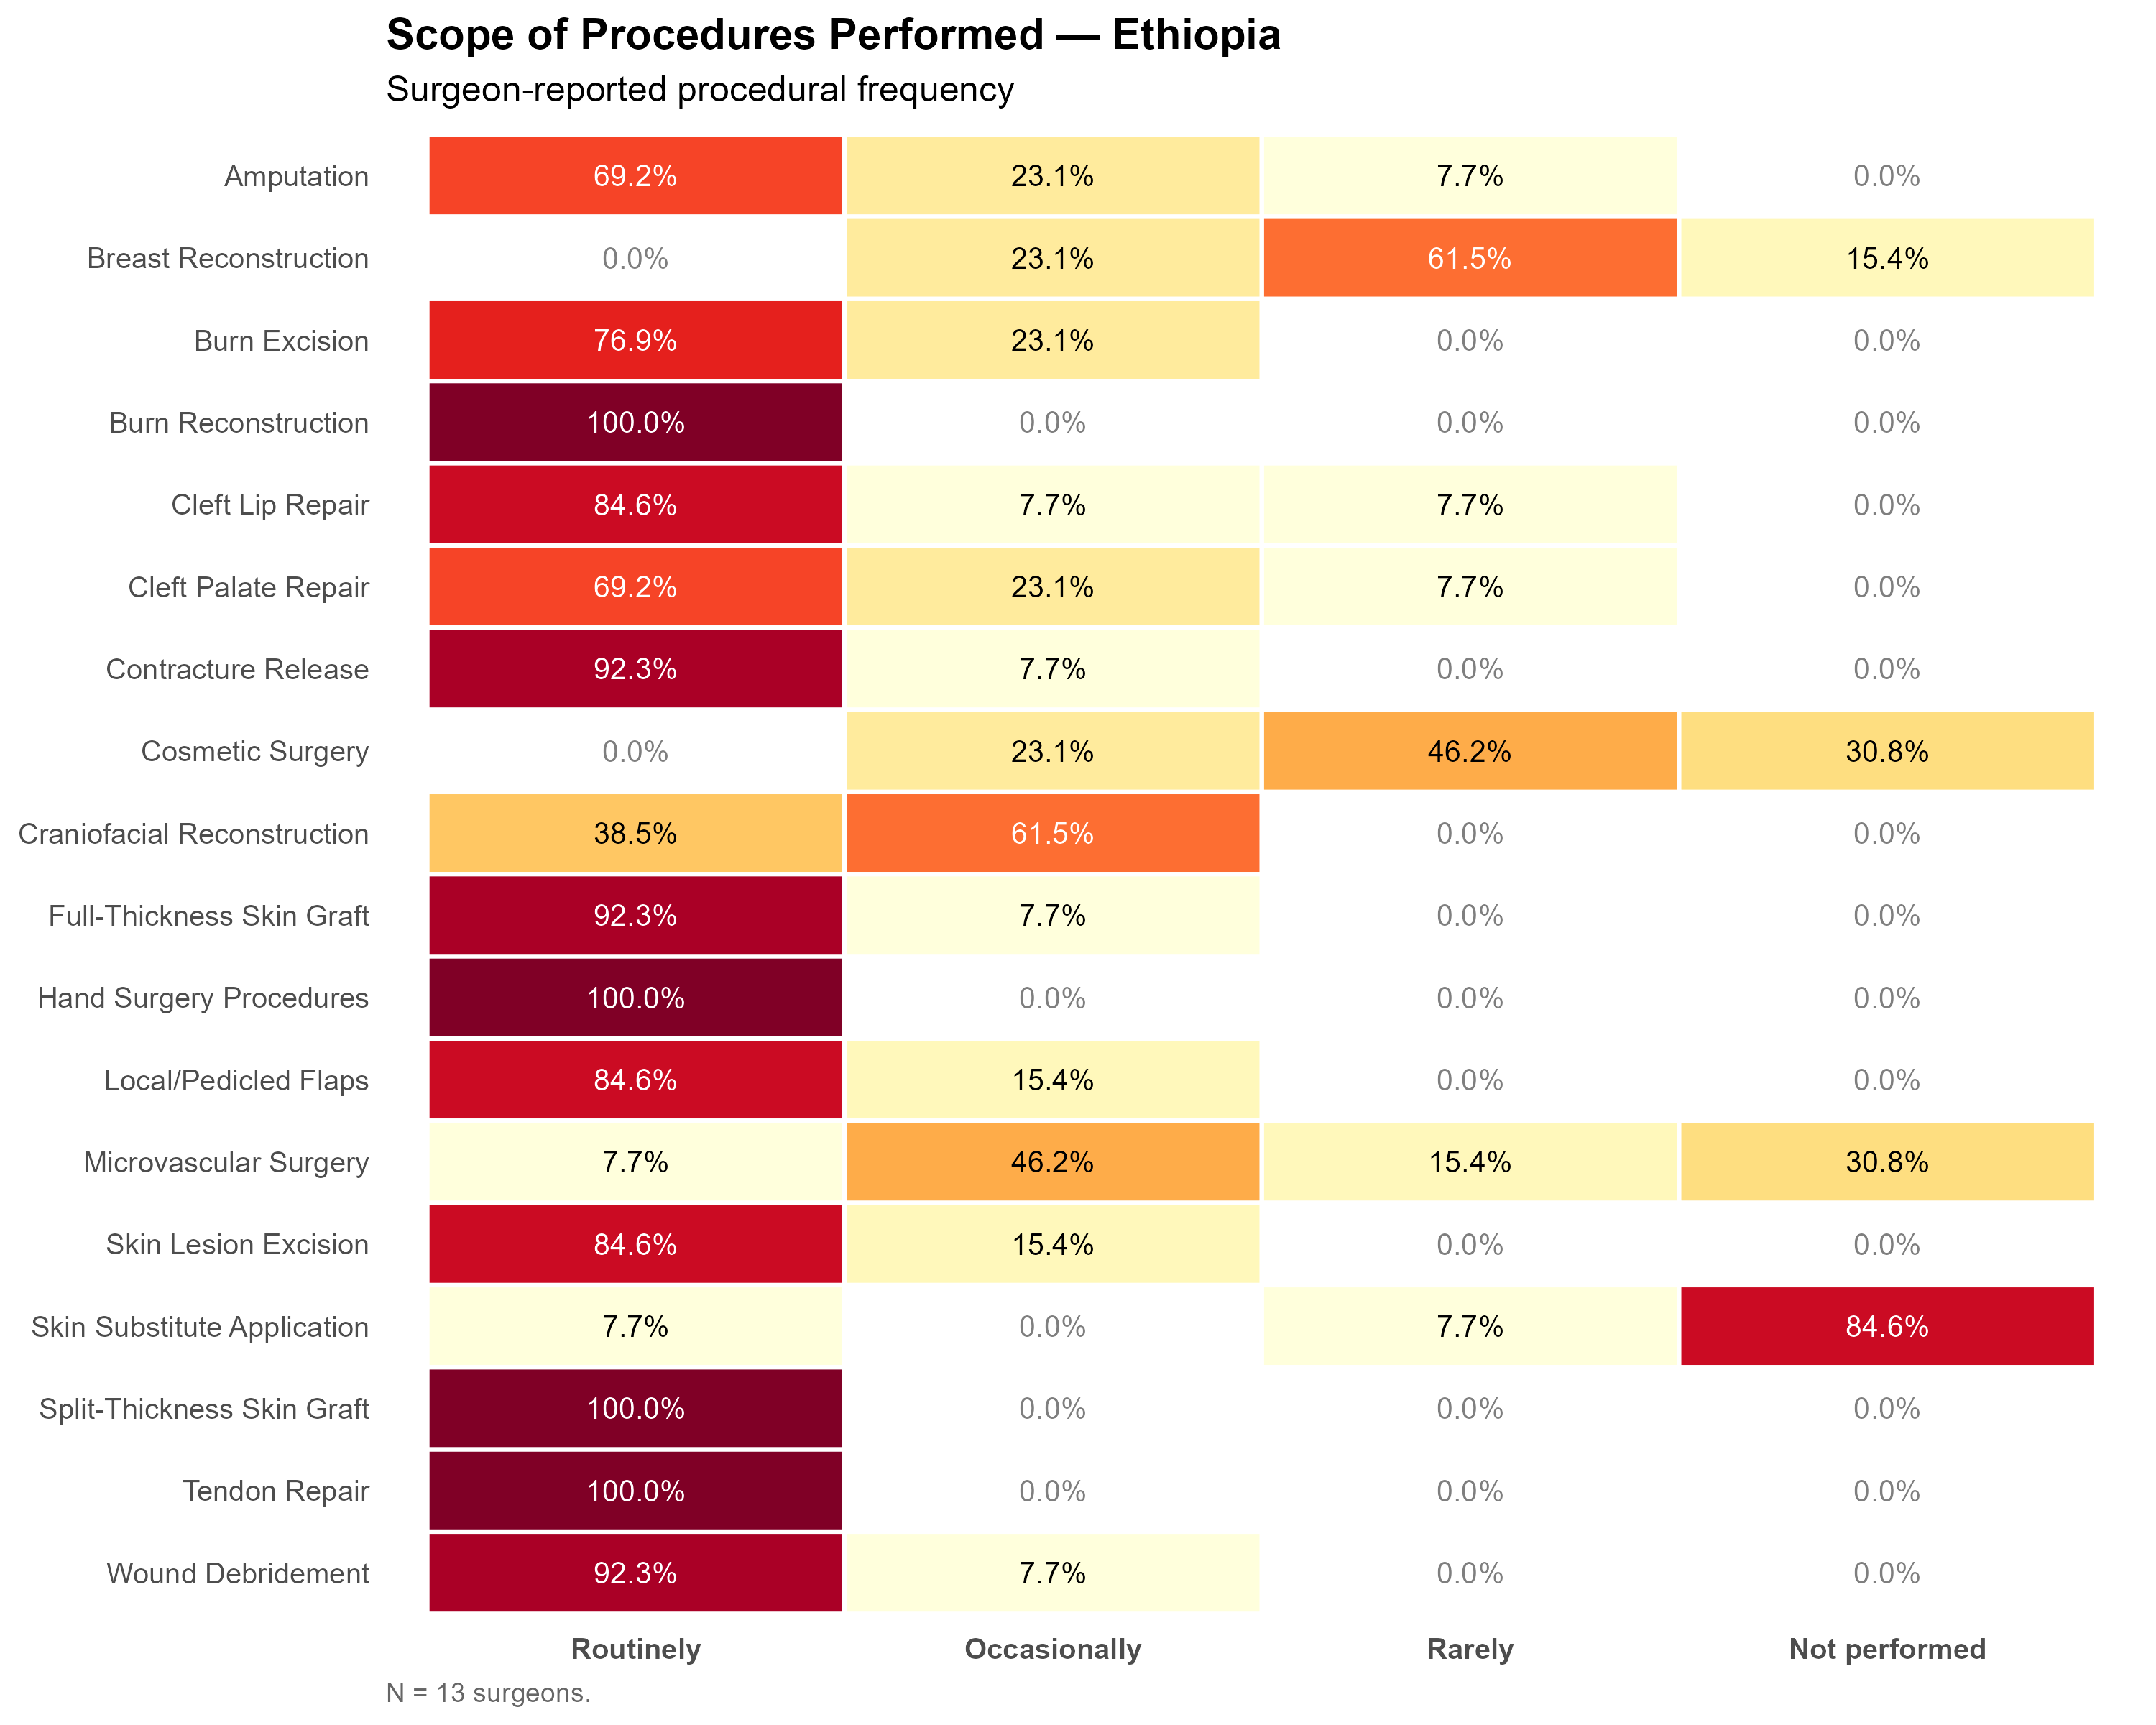 Scope of Procedures Performed — Ethiopia
Surgeon-reported procedural frequency
Amputation 69.2% 23.1% 7.7% 0.0%
Breast Reconstruction 0.0% 23.1% 61.5% 15.4%
Burn Excision 76.9% 23.1% 0.0% 0.0%
Burn Reconstruction 100.0% 0.0% 0.0% 0.0%
Cleft Lip Repair 84.6% 7.7% 7.7% 0.0%
Cleft Palate Repair 69.2% 23.1% 7.7% 0.0%
Contracture Release 92.3% 7.7% 0.0% 0.0%
Cosmetic Surgery 0.0% 23.1% 46.2% 30.8%
Craniofacial Reconstruction 38.5% 61.5% 0.0% 0.0%
Full-Thickness Skin Graft 92.3% 7.7% 0.0% 0.0%
Hand Surgery Procedures 100.0% 0.0% 0.0% 0.0%
Local/Pedicled Flaps 84.6% 15.4% 0.0% 0.0%
Microvascular Surgery 7.7% 46.2% 15.4% 30.8%
Skin Lesion Excision 84.6% 15.4% 0.0% 0.0%
Skin Substitute Application 7.7% 0.0% 7.7% 84.6%
Split-Thickness Skin Graft 100.0% 0.0% 0.0% 0.0%
Tendon Repair 100.0% 0.0% 0.0% 0.0%
Wound Debridement 92.3% 7.7% 0.0% 0.0%
Routinely Occasionally Rarely Not performed
N = 13 surgeons.